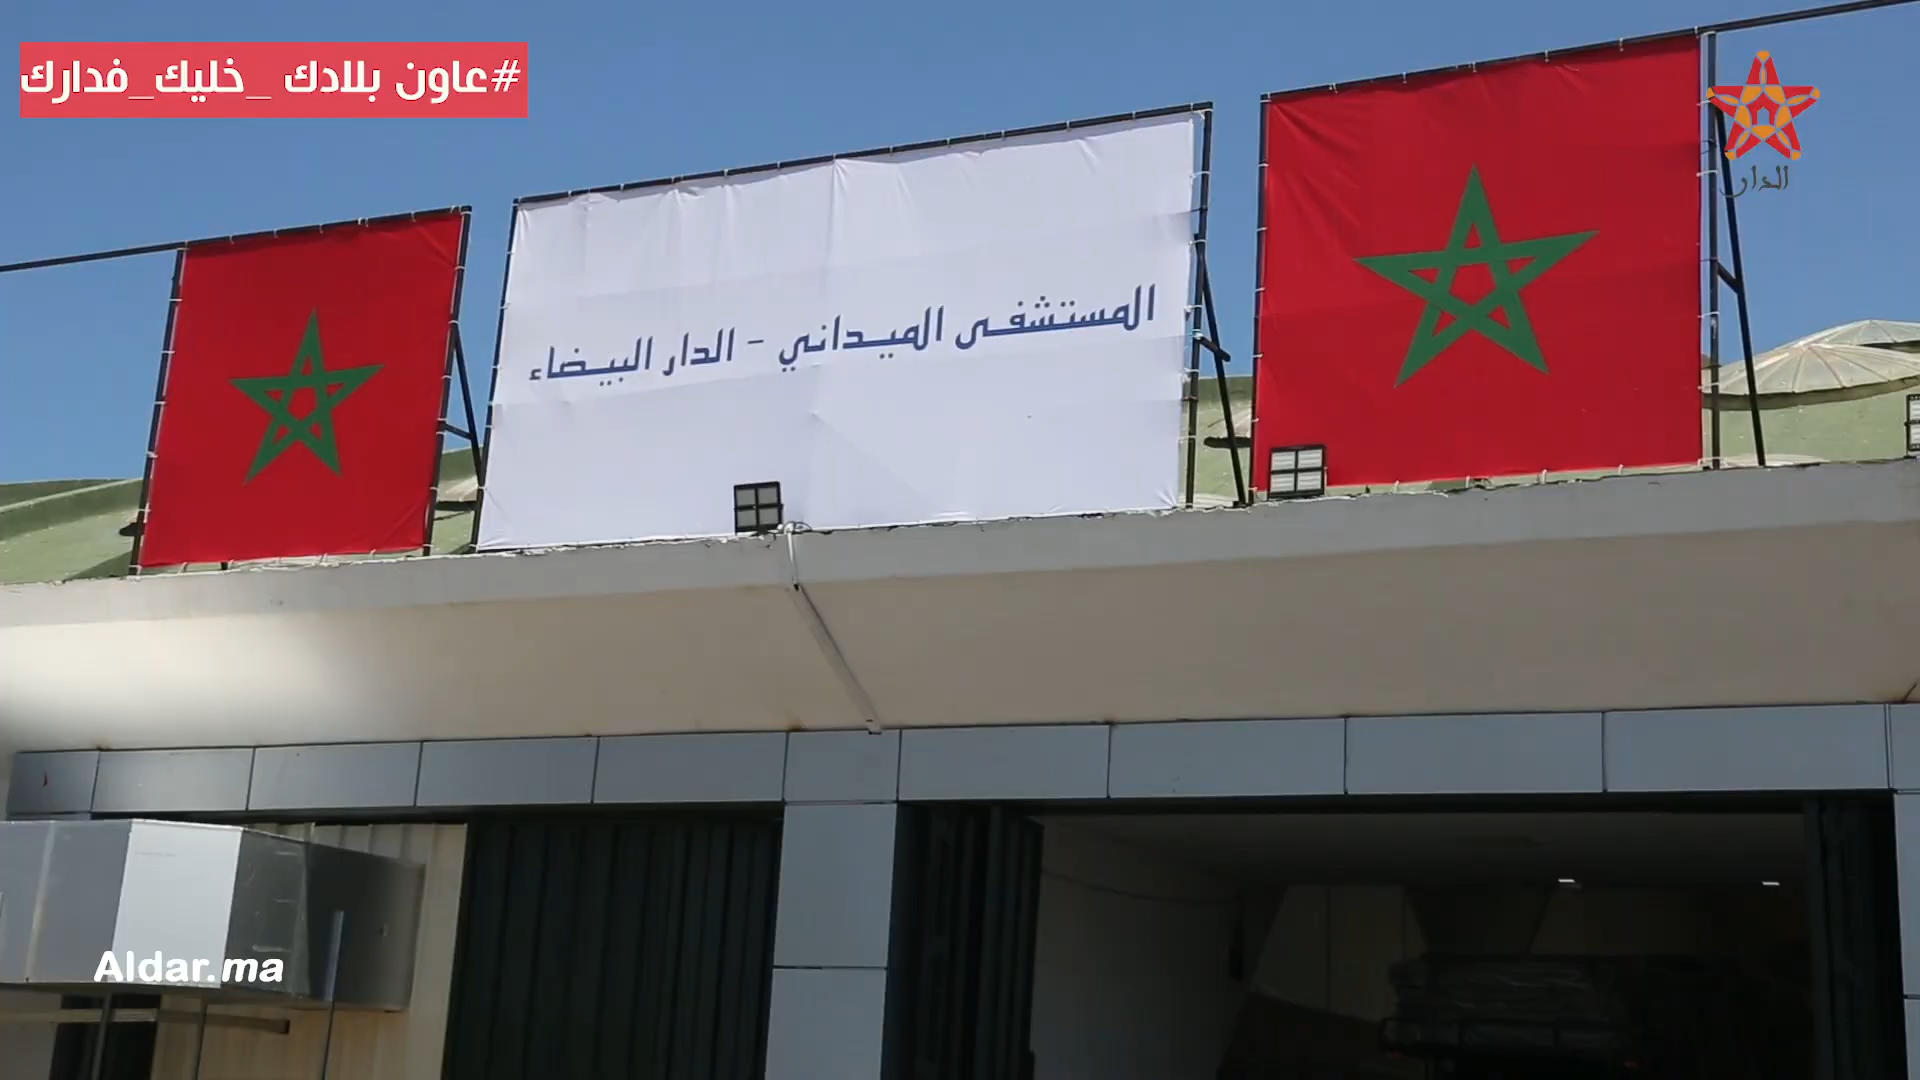 #عاون بلادك _خليك_فدارك
الدار
المستشفى الميداني - الدار البيضاء
Aldar.ma